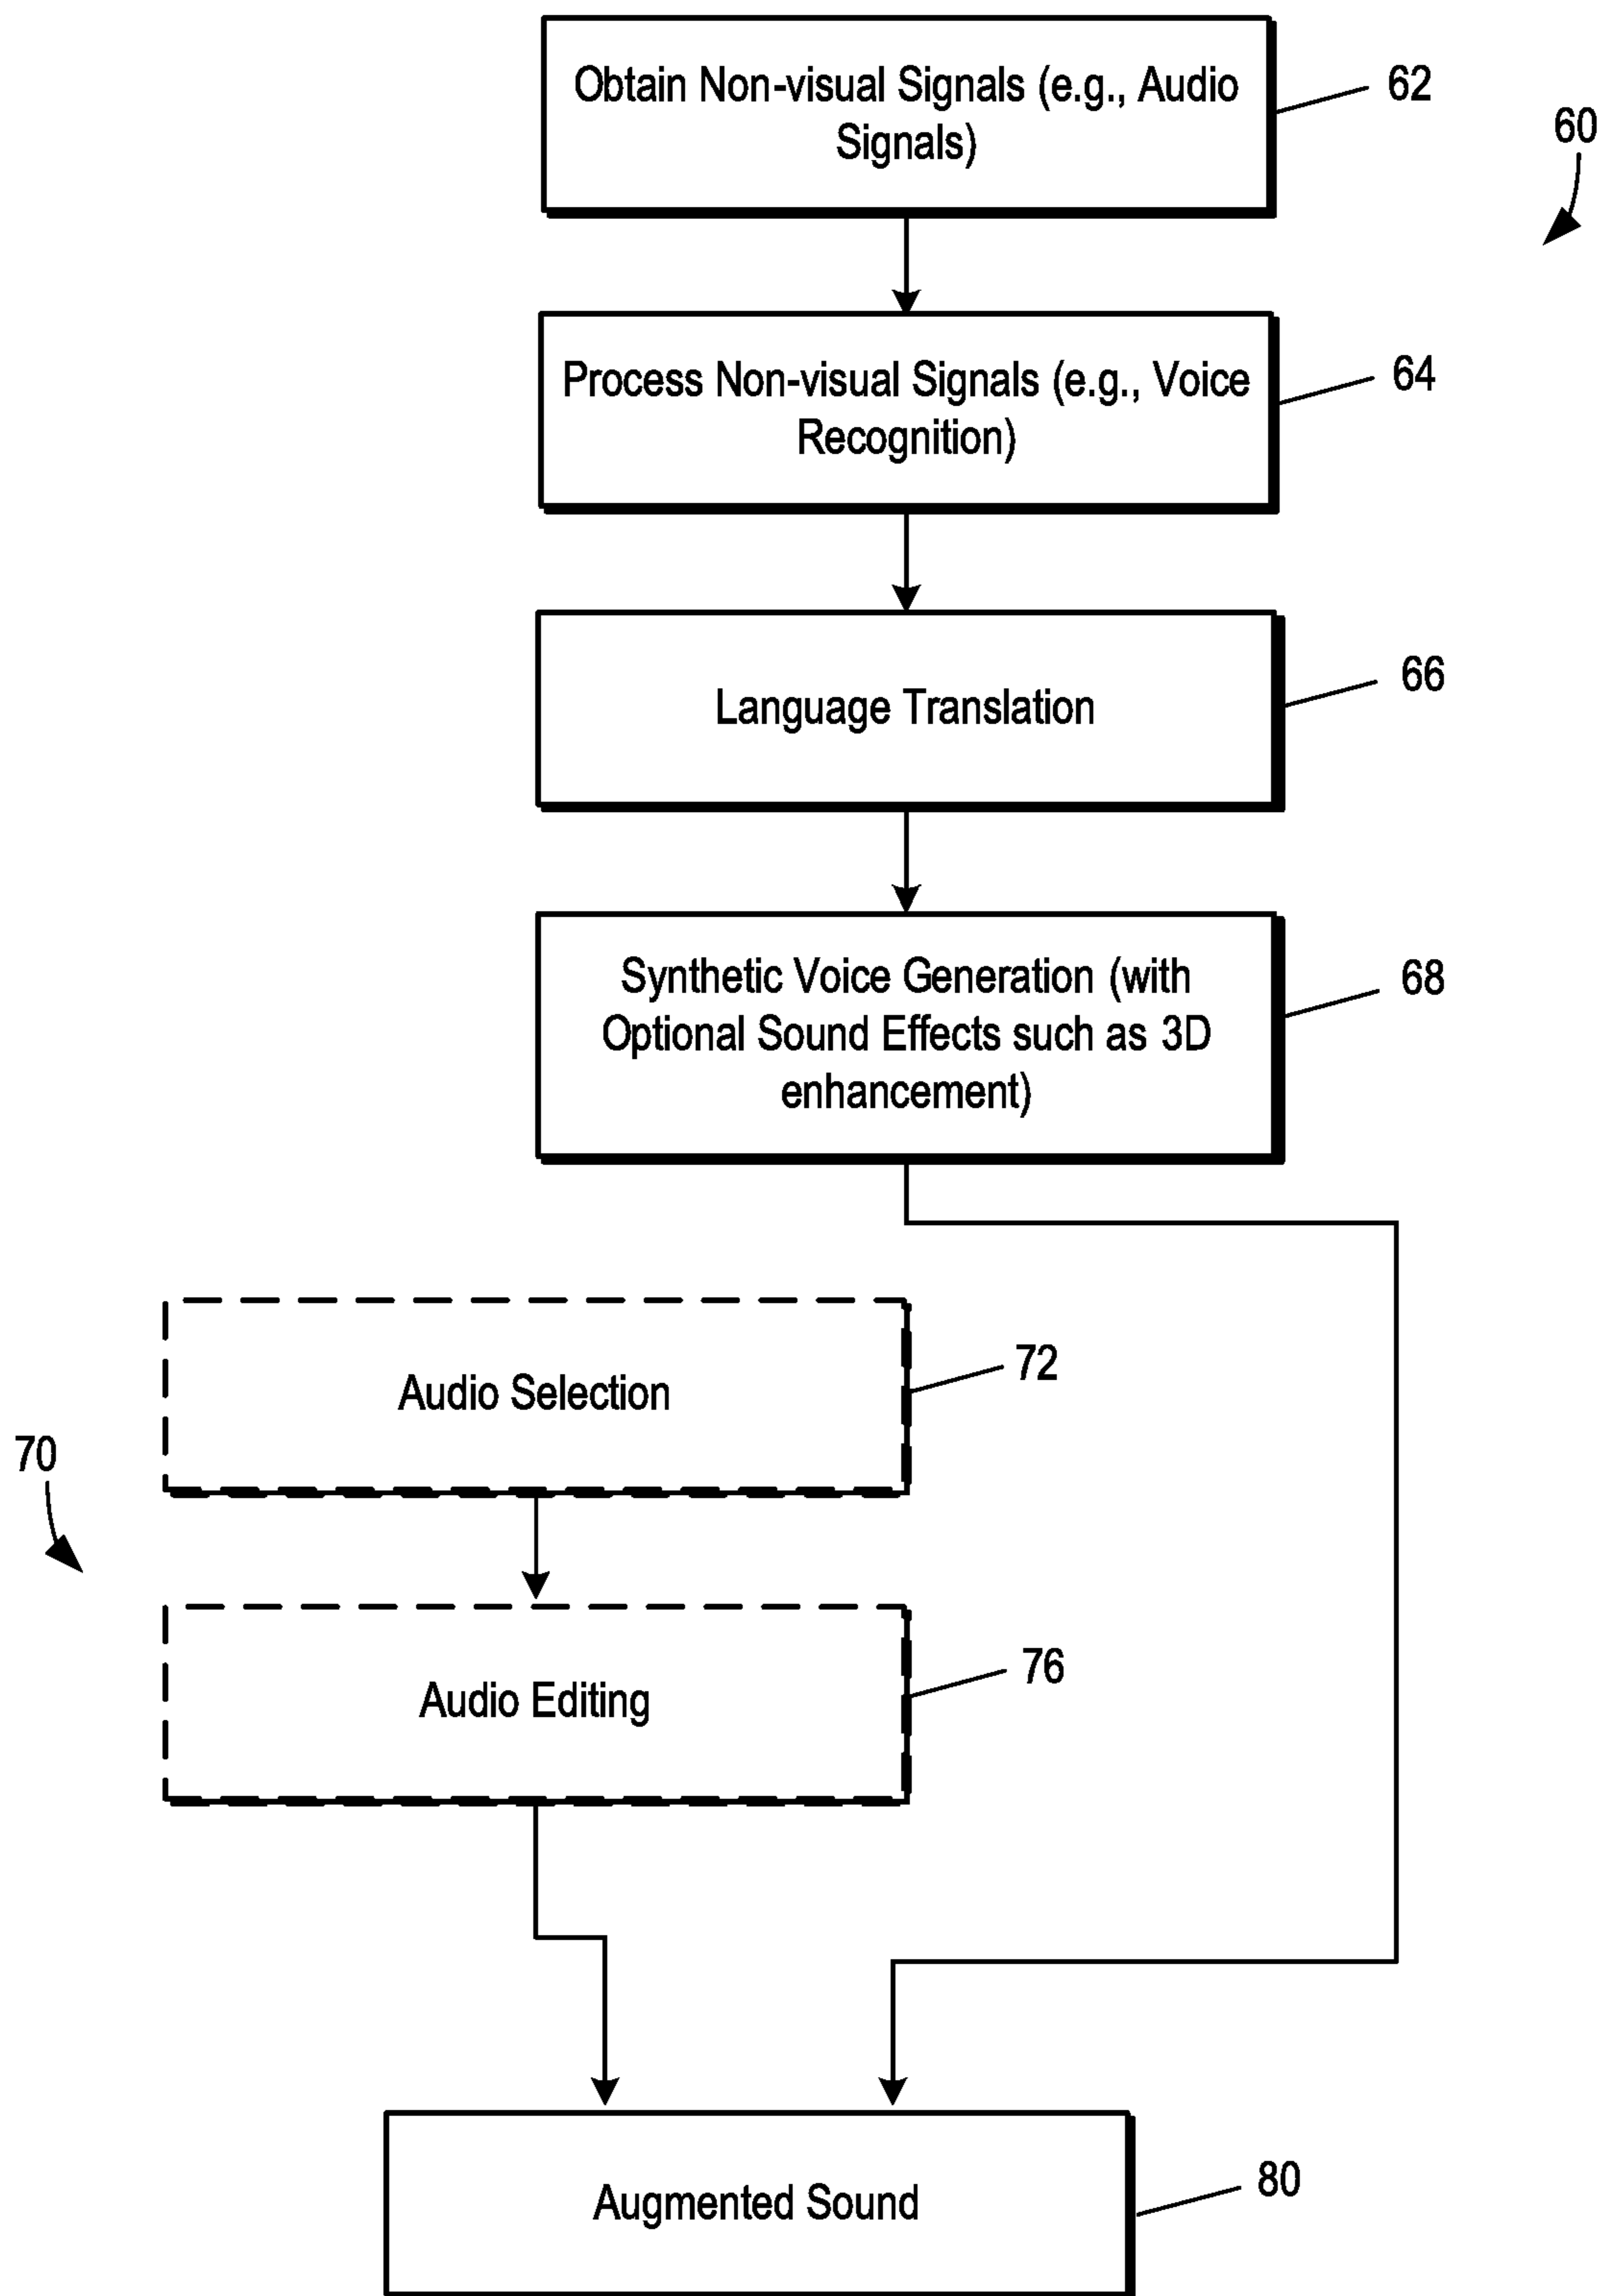 Obtain Non-visual Signals (e.g., Audio
Signals)
62
60
Process Non-visual Signals (e.g., Voice
Recognition)
64
Language Translation
66
Synthetic Voice Generation (with
Optional Sound Effects such as 3D
enhancement)
68
Audio Selection
72
70
Audio Editing
76
Augmented Sound
80